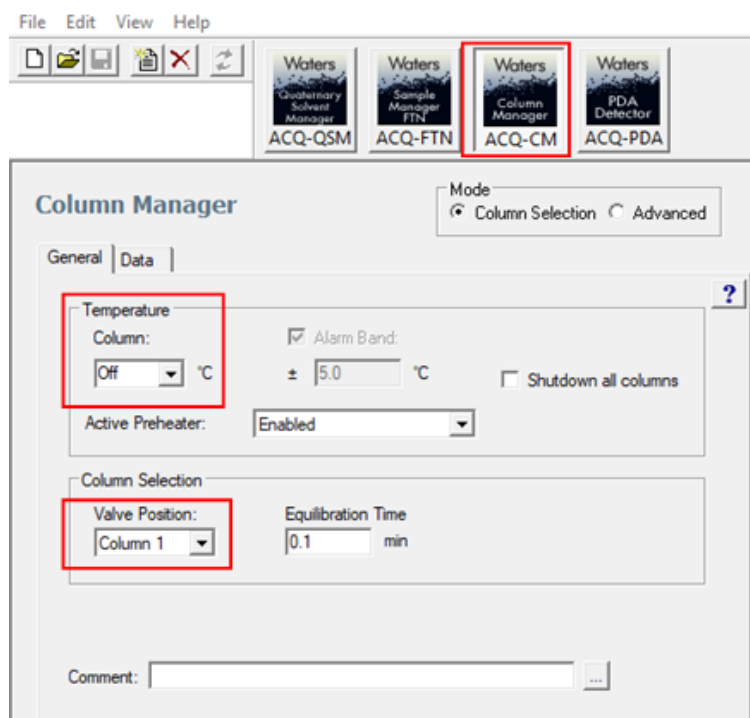 File Edit View Help
Waters
Quaternary
Solvent
Manager
ACQ-QSM
Waters
Sample
Manager
FTN
ACQ-FTN
Waters
Column
Manager
ACQ-CM
Waters
PDA
Detector
ACQ-PDA
Column Manager
Mode
Column Selection Advanced
General Data
?
Temperature
Column: Alarm Band:
Off °C ± 5.0 °C Shutdown all columns
Active Preheater: Enabled
Column Selection
Valve Position: Equilibration Time
Column 1 0.1 min
Comment: ...